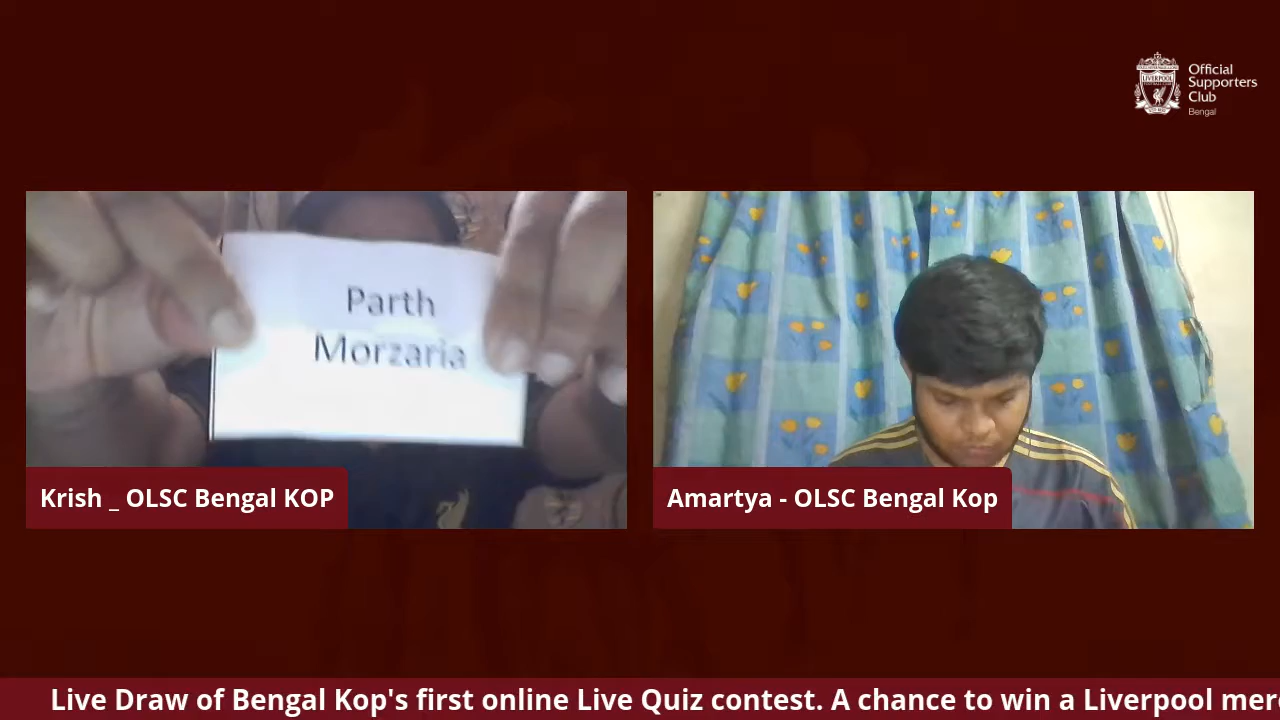 Official
Supporters
Club
Bengal
LIVERPOOL
Parth
Morzaria
Krish _ OLSC Bengal KOP
Amartya - OLSC Bengal Kop
Live Draw of Bengal Kop's first online Live Quiz contest. A chance to win a Liverpool mer